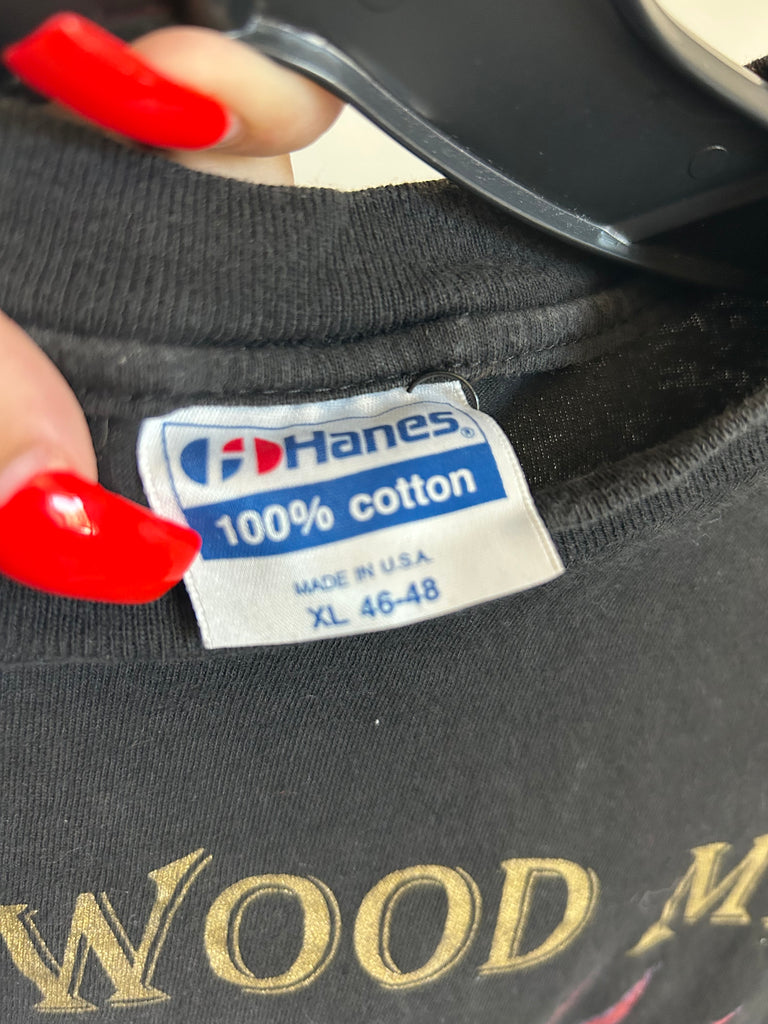 Hanes®
100% cotton
MADE IN U.S.A.
XL 46-48
WOOD M